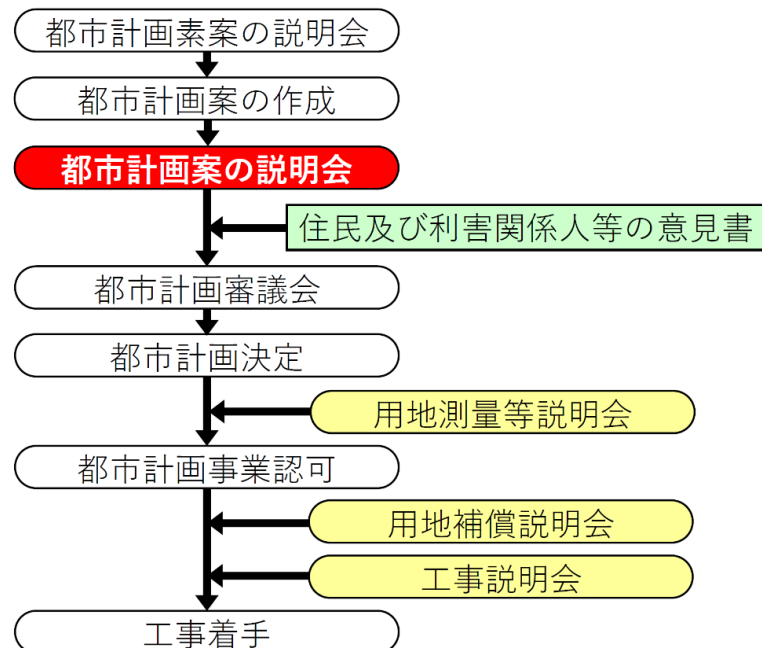 都市計画素案の説明会
都市計画案の作成
都市計画案の説明会
住民及び利害関係人等の意見書
都市計画審議会
都市計画決定
用地測量等説明会
都市計画事業認可
用地補償説明会
工事説明会
工事着手